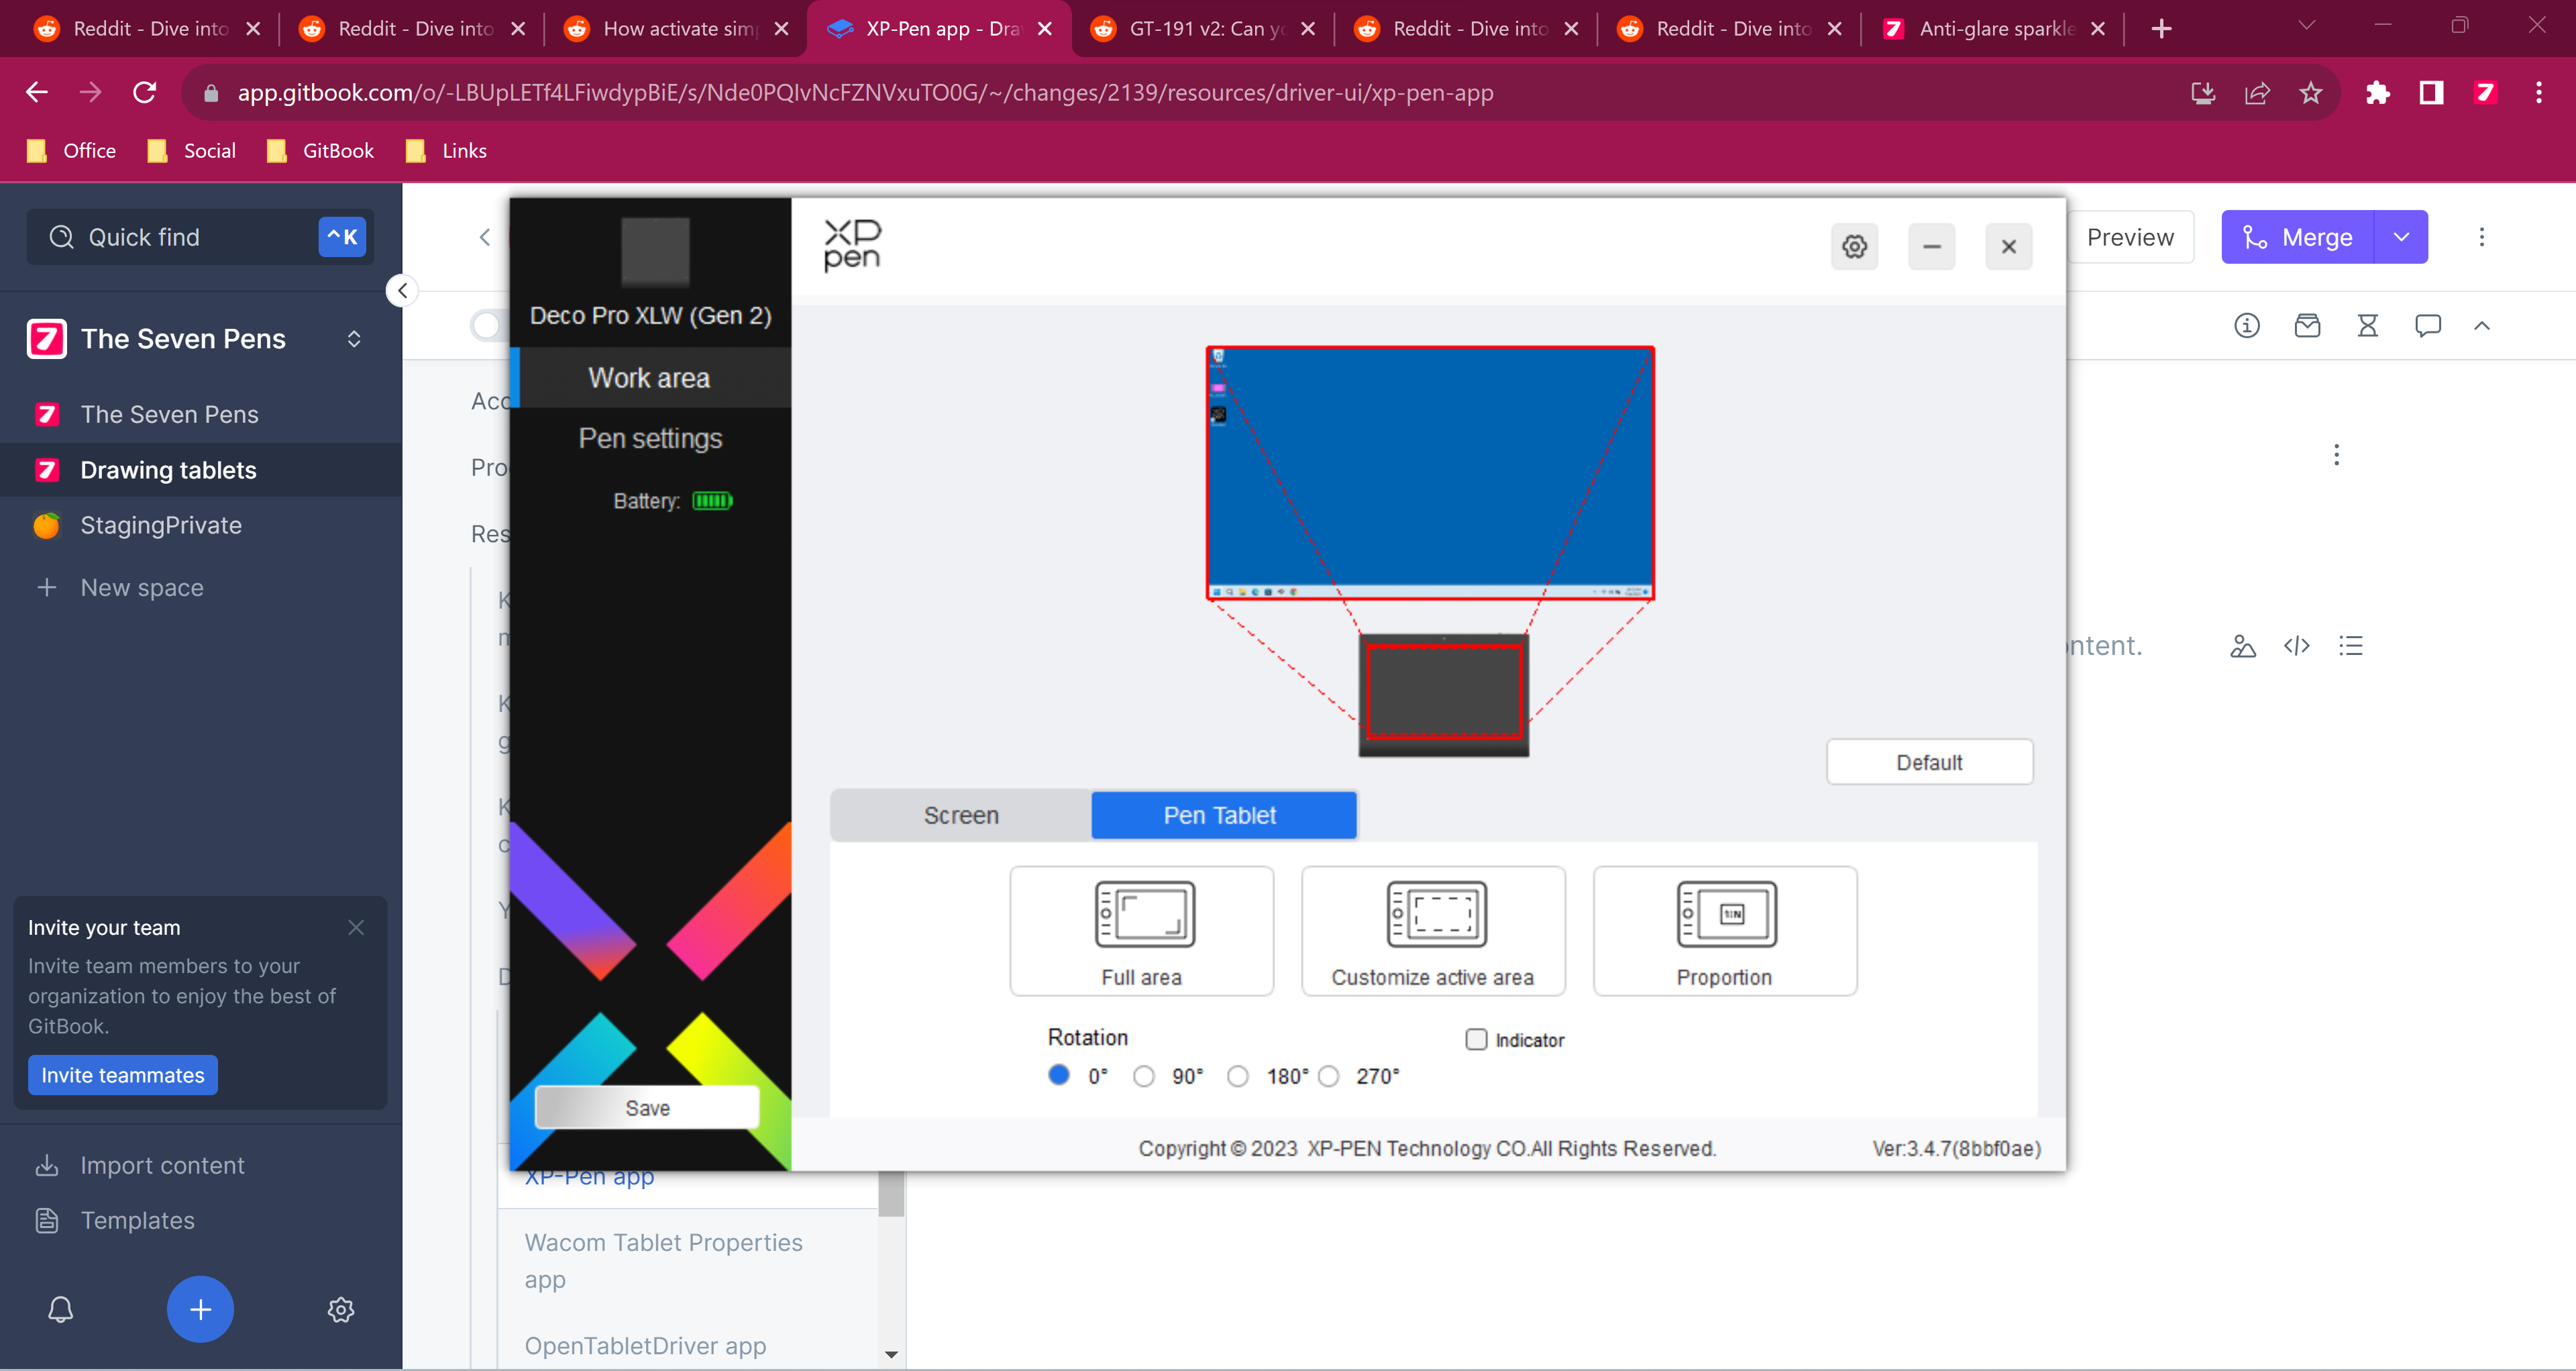 Reddit - Dive into
Reddit - Dive into
How activate sim
XP-Pen app - Dra
GT-191 v2: Can yo
Reddit - Dive into
Reddit - Dive into
Anti-glare sparkle
app.gitbook.com/o/-LBUpLETf4LFiwdypBiE/s/Nde0PQIvNcFZNVxuTO0G/~/changes/2139/resources/driver-ui/xp-pen-app
Office
Social
GitBook
Links
Quick find
^K
The Seven Pens
The Seven Pens
Drawing tablets
StagingPrivate
New space
Invite your team
Invite team members to your
organization to enjoy the best of
GitBook.
Invite teammates
Import content
Templates
Preview
Merge
Acc
Pro
Res
K
m
K
g
K
c
Y
D
XP-Pen app
Wacom Tablet Properties
app
OpenTabletDriver app
ntent.
Deco Pro XLW (Gen 2)
Work area
Pen settings
Battery:
Save
XP
pen
Default
Screen
Pen Tablet
Full area
Customize active area
Proportion
Rotation
Indicator
0°
90°
180°
270°
Copyright © 2023 XP-PEN Technology CO.All Rights Reserved.
Ver:3.4.7(8bbf0ae)